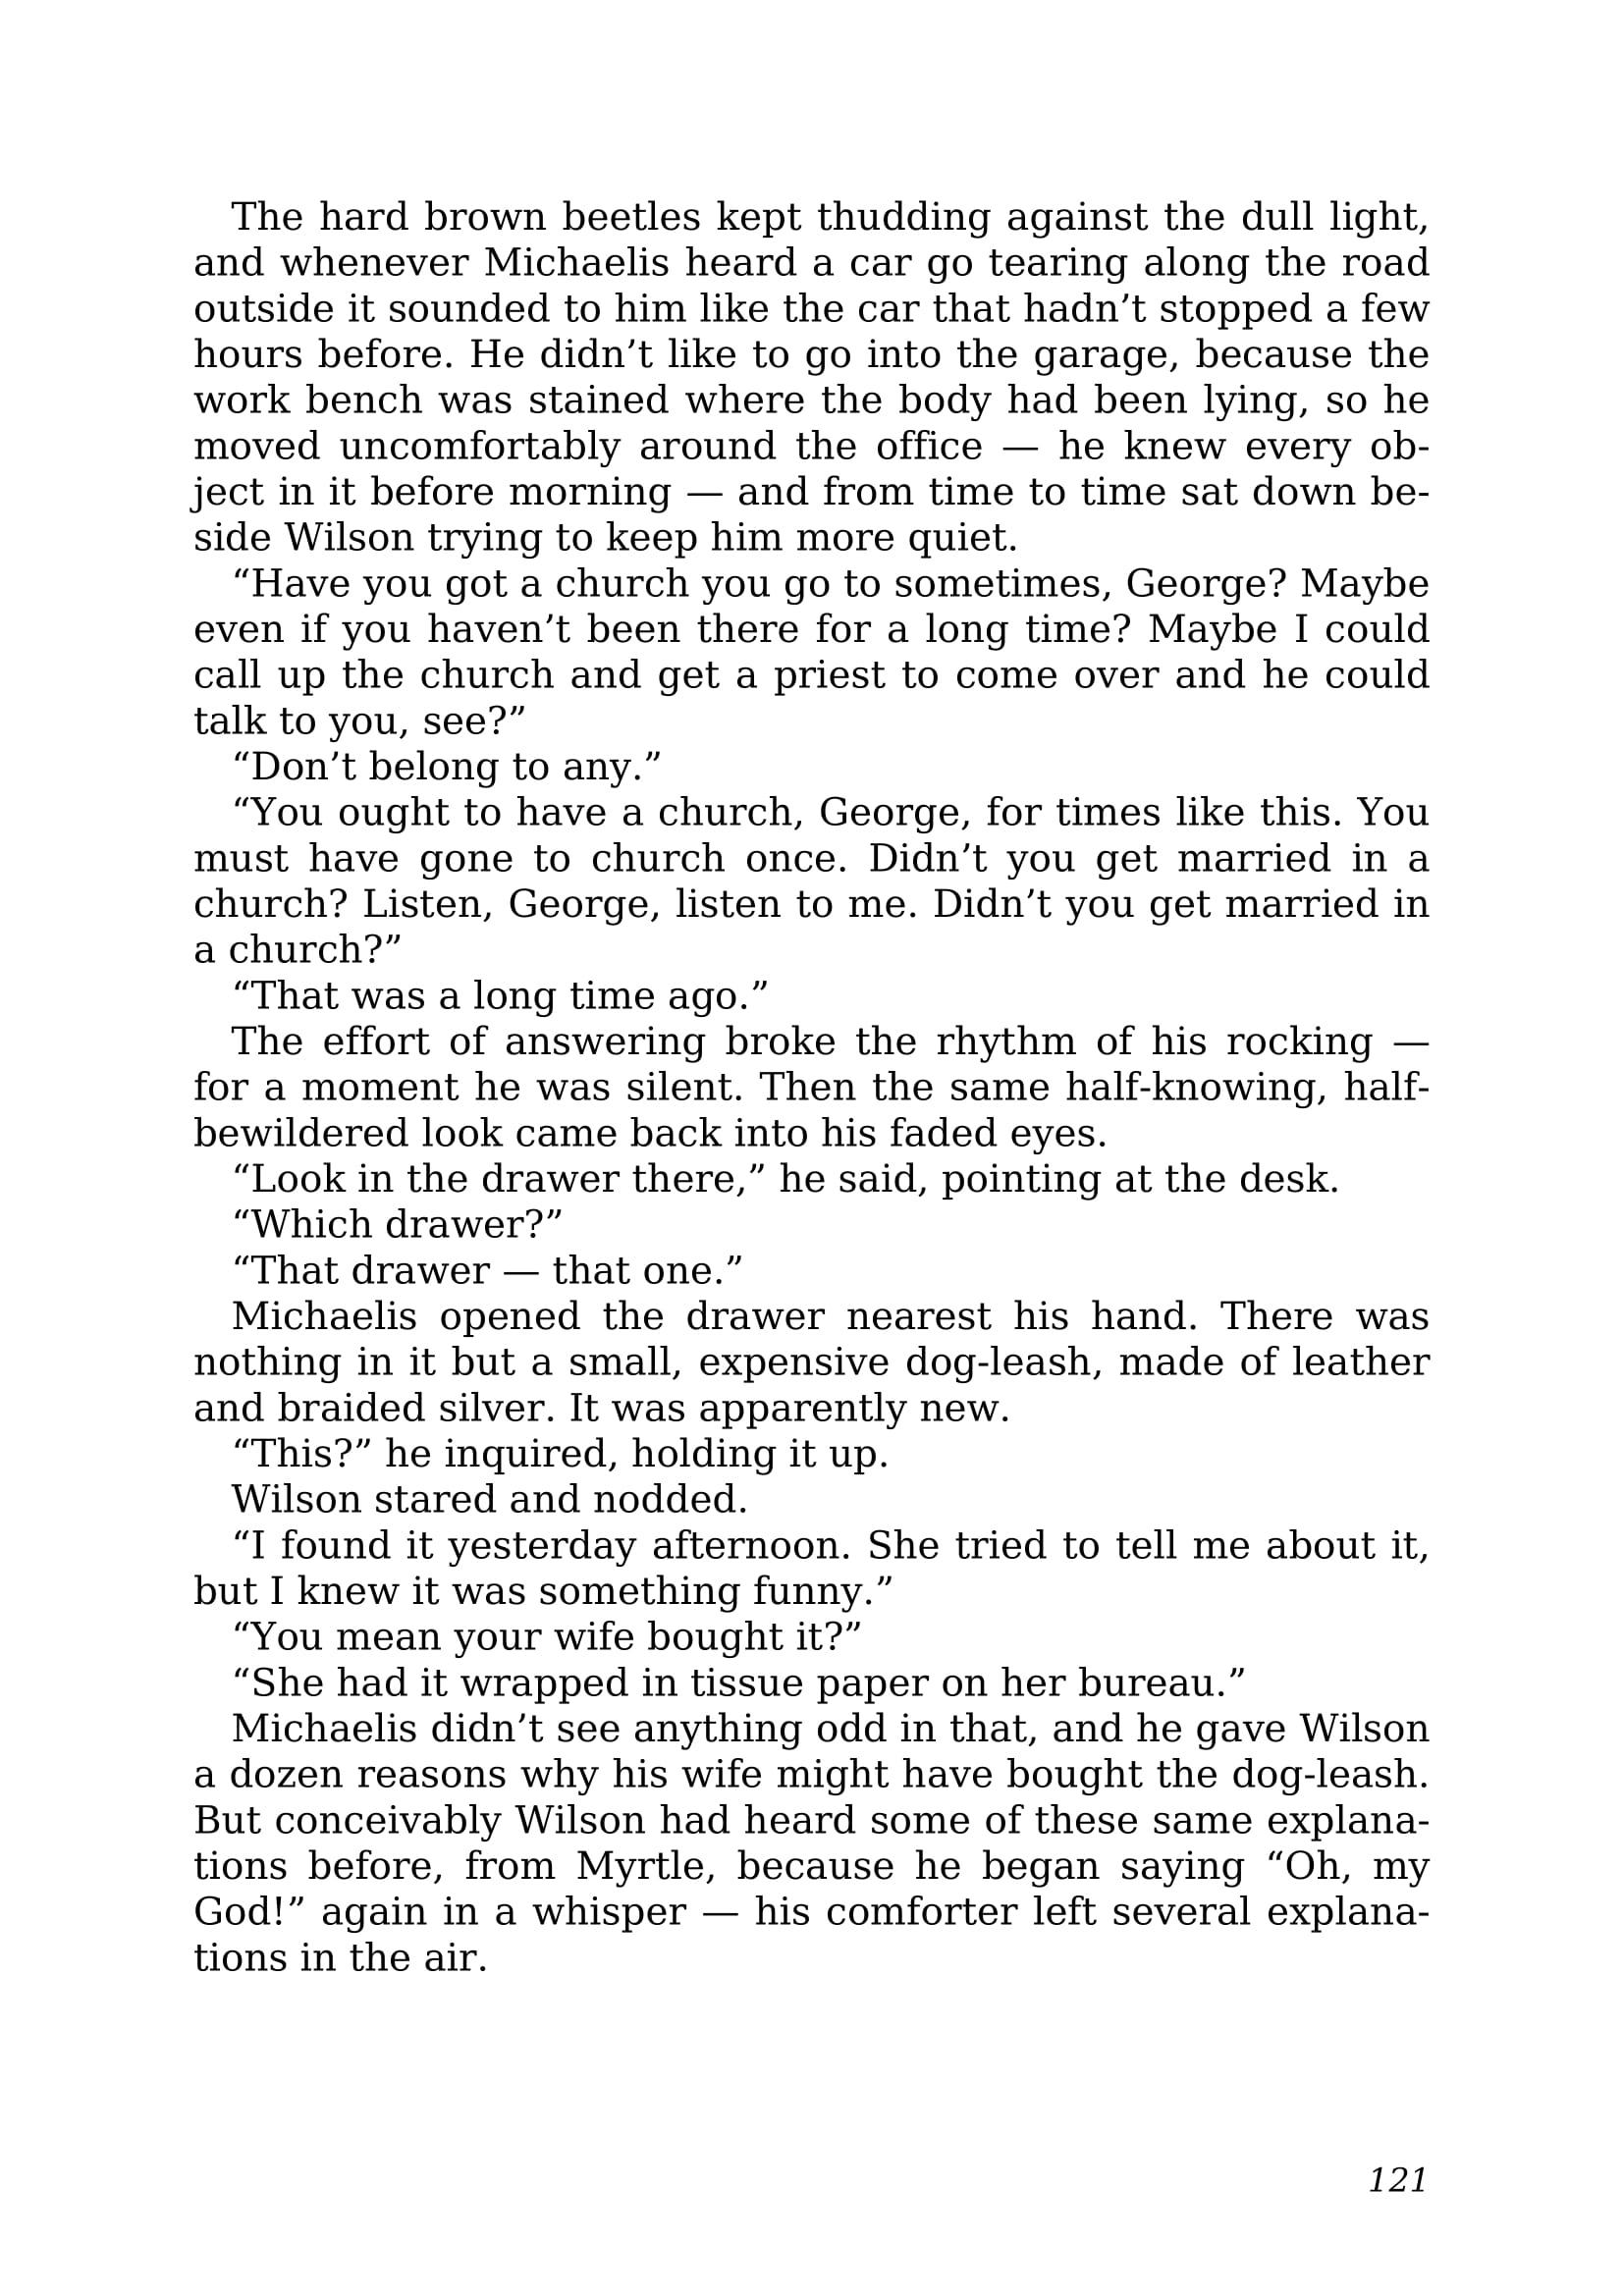 The hard brown beetles kept thudding against the dull light,
and whenever Michaelis heard a car go tearing along the road
outside it sounded to him like the car that hadn’t stopped a few
hours before. He didn’t like to go into the garage, because the
work bench was stained where the body had been lying, so he
moved uncomfortably around the office — he knew every ob-
ject in it before morning — and from time to time sat down be-
side Wilson trying to keep him more quiet.
“Have you got a church you go to sometimes, George? Maybe
even if you haven’t been there for a long time? Maybe I could
call up the church and get a priest to come over and he could
talk to you, see?”
“Don’t belong to any.”
“You ought to have a church, George, for times like this. You
must have gone to church once. Didn’t you get married in a
church? Listen, George, listen to me. Didn’t you get married in
a church?”
“That was a long time ago.”
The effort of answering broke the rhythm of his rocking —
for a moment he was silent. Then the same half-knowing, half-
bewildered look came back into his faded eyes.
“Look in the drawer there,” he said, pointing at the desk.
“Which drawer?”
“That drawer — that one.”
Michaelis opened the drawer nearest his hand. There was
nothing in it but a small, expensive dog-leash, made of leather
and braided silver. It was apparently new.
“This?” he inquired, holding it up.
Wilson stared and nodded.
“I found it yesterday afternoon. She tried to tell me about it,
but I knew it was something funny.”
“You mean your wife bought it?”
“She had it wrapped in tissue paper on her bureau.”
Michaelis didn’t see anything odd in that, and he gave Wilson
a dozen reasons why his wife might have bought the dog-leash.
But conceivably Wilson had heard some of these same explana-
tions before, from Myrtle, because he began saying “Oh, my
God!” again in a whisper — his comforter left several explana-
tions in the air.
121